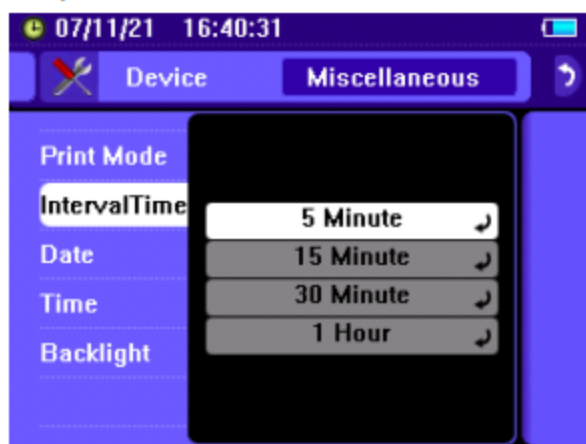 07/11/21 16:40:31
Device Miscellaneous
Print Mode
IntervalTime
5 Minute
Date
15 Minute
Time
30 Minute
1 Hour
Backlight